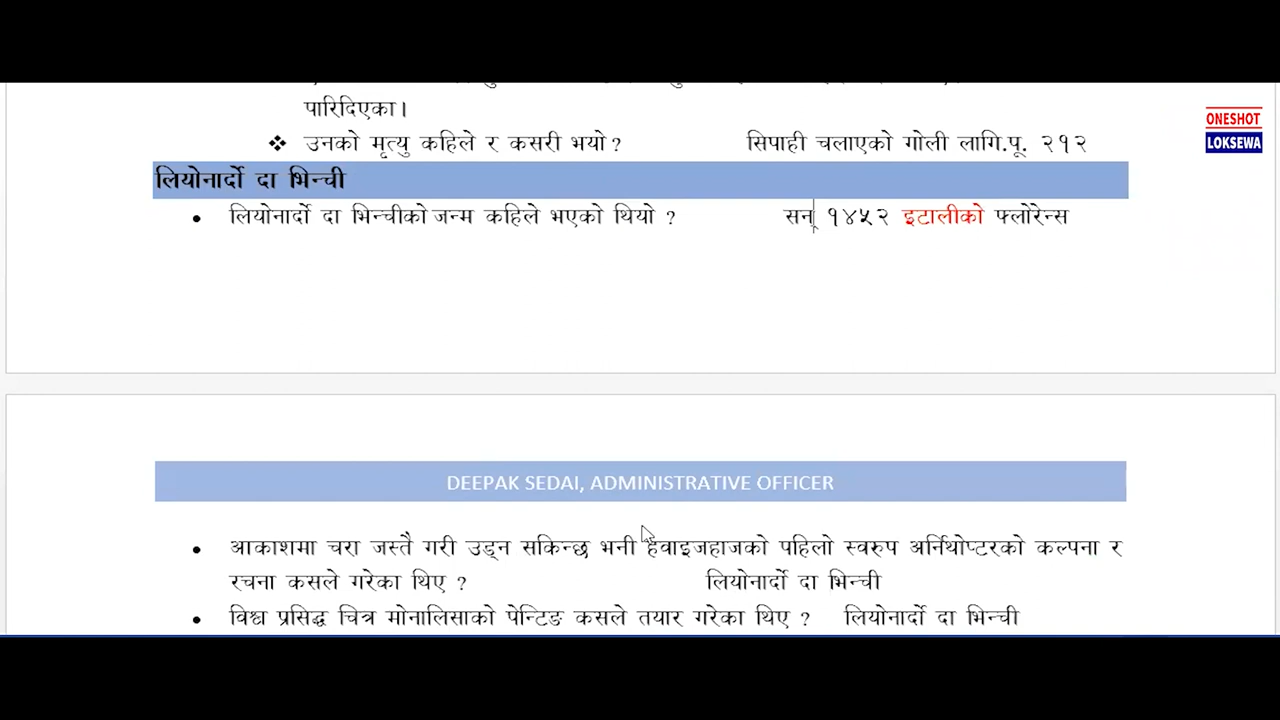 पारिदिएका।
❖ उनको मृत्यु कहिले र कसरी भयो? सिपाही चलाएको गोली लागि.पू. २१२
ONESHOT
LOKSEWA
लियोनार्दो दा भिन्ची
• लियोनार्दो दा भिन्चीको जन्म कहिले भएको थियो ? सन् १४५२ इटालीको फ्लोरेन्स
DEEPAK SEDAI, ADMINISTRATIVE OFFICER
• आकाशमा चरा जस्तै गरी उड्न सकिन्छ भनी हवाइजहाजको पहिलो स्वरुप अर्निथोप्टरको कल्पना र
रचना कसले गरेका थिए ? लियोनार्दो दा भिन्ची
• विश्व प्रसिद्ध चित्र मोनालिसाको पेन्टिङ कसले तयार गरेका थिए ? लियोनार्दो दा भिन्ची